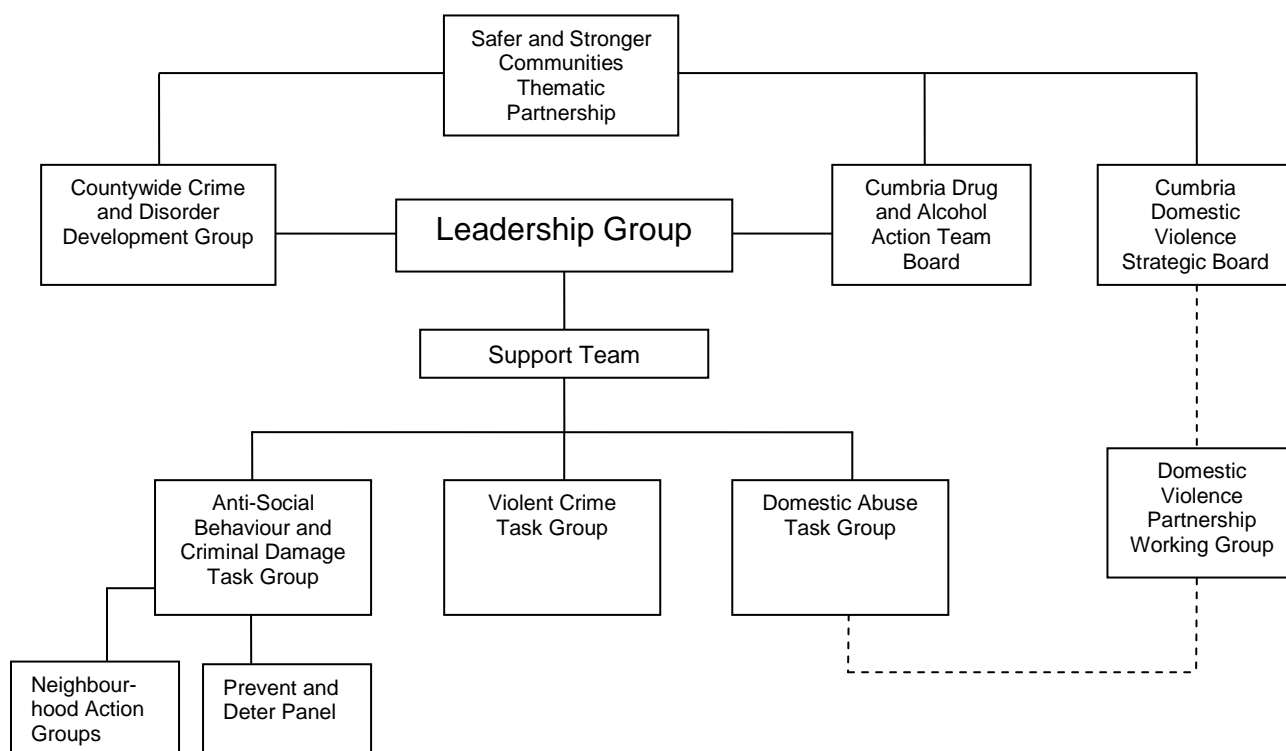 Safer and Stronger
Communities
Thematic
Partnership
Countywide Crime
and Disorder
Development Group
Leadership Group
Cumbria Drug
and Alcohol
Action Team
Board
Cumbria
Domestic
Violence
Strategic Board
Support Team
Anti-Social
Behaviour and
Criminal Damage
Task Group
Violent Crime
Task Group
Domestic Abuse
Task Group
Domestic
Violence
Partnership
Working Group
Neighbour-
hood Action
Groups
Prevent and
Deter Panel